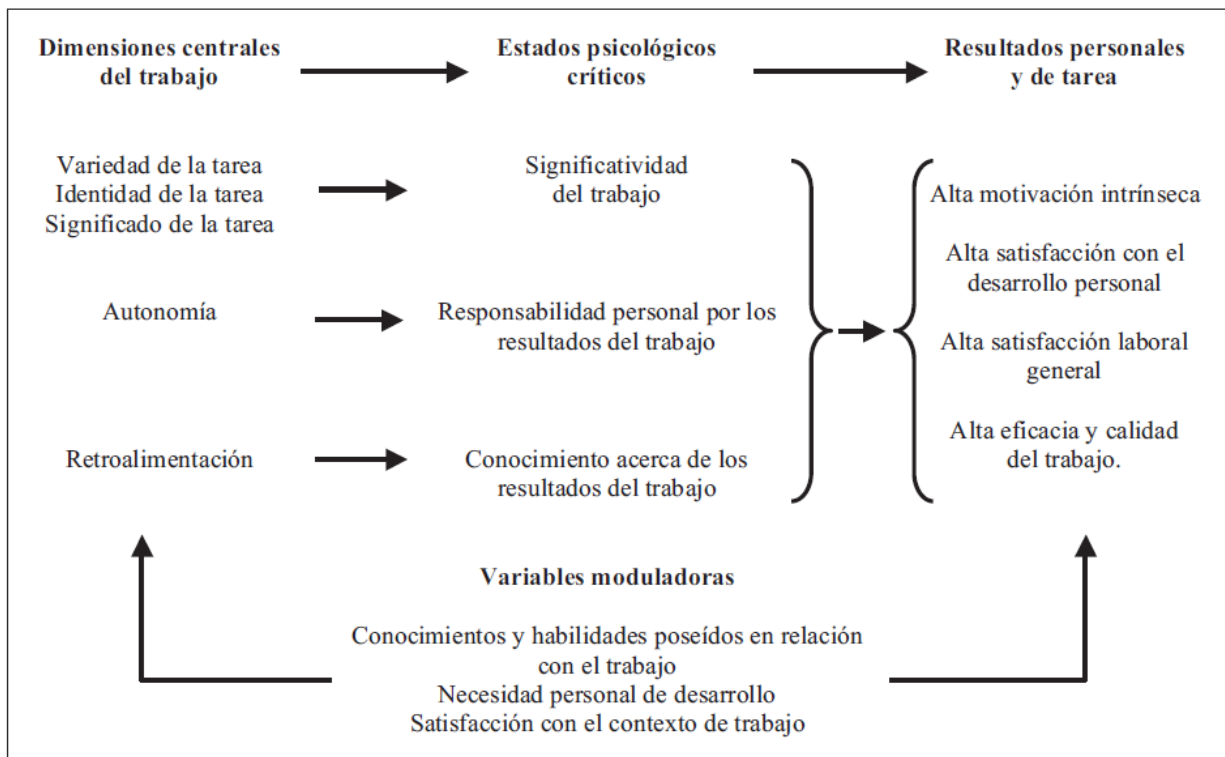 Dimensiones centrales
del trabajo
Estados psicológicos
críticos
Resultados personales
y de tarea
Variedad de la tarea
Identidad de la tarea
Significado de la tarea
Significatividad
del trabajo
Autonomía
Responsabilidad personal por los
resultados del trabajo
Retroalimentación
Conocimiento acerca de los
resultados del trabajo
Alta motivación intrínseca
Alta satisfacción con el
desarrollo personal
Alta satisfacción laboral
general
Alta eficacia y calidad
del trabajo.
Variables moduladoras
Conocimientos y habilidades poseídos en relación
con el trabajo
Necesidad personal de desarrollo
Satisfacción con el contexto de trabajo